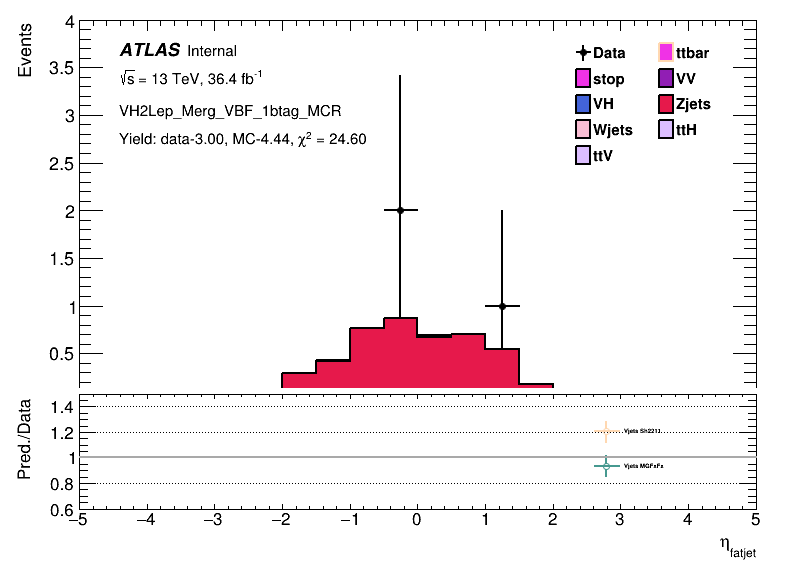 Events
4
3.5
3
2.5
2
1.5
1
0.5
ATLAS Internal
√s = 13 TeV, 36.4 fb⁻¹
VH2Lep_Merg_VBF_1btag_MCR
Yield: data-3.00, MC-4.44, χ² = 24.60
Data
ttbar
stop
VV
VH
Zjets
Wjets
ttH
ttV
Pred./Data
1.4
1.2
1
0.8
0.6
Vjets Sh2211
Vjets MGFxFx
−5 −4 −3 −2 −1 0 1 2 3 4 5
η fatjet